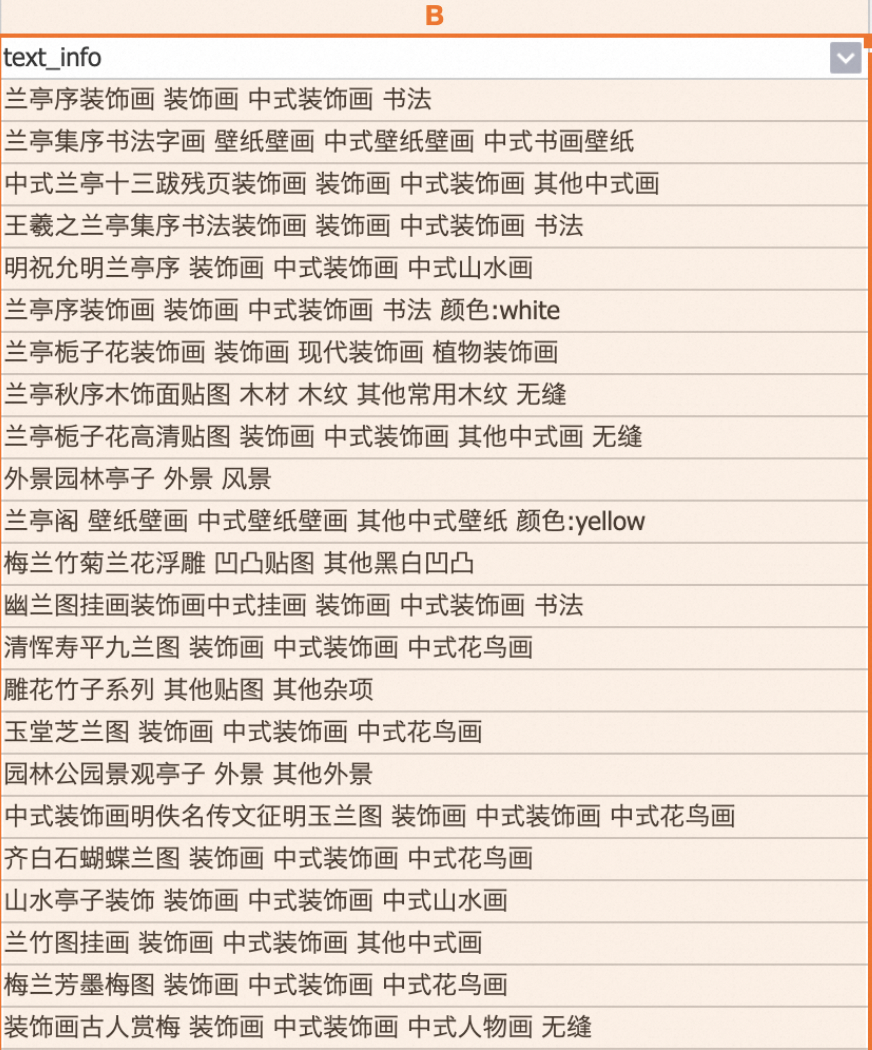 B
text_info
兰亭序装饰画 装饰画 中式装饰画 书法
兰亭集序书法字画 壁纸壁画 中式壁纸壁画 中式书画壁纸
中式兰亭十三跋残页装饰画 装饰画 中式装饰画 其他中式画
王羲之兰亭集序书法装饰画 装饰画 中式装饰画 书法
明祝允明兰亭序 装饰画 中式装饰画 中式山水画
兰亭序装饰画 装饰画 中式装饰画 书法 颜色:white
兰亭栀子花装饰画 装饰画 现代装饰画 植物装饰画
兰亭秋序木饰面贴图 木材 木纹 其他常用木纹 无缝
兰亭栀子花高清贴图 装饰画 中式装饰画 其他中式画 无缝
外景园林亭子 外景 风景
兰亭阁 壁纸壁画 中式壁纸壁画 其他中式壁纸 颜色:yellow
梅兰竹菊兰花浮雕 凹凸贴图 其他黑白凹凸
幽兰图挂画装饰画中式挂画 装饰画 中式装饰画 书法
清恽寿平九兰图 装饰画 中式装饰画 中式花鸟画
雕花竹子系列 其他贴图 其他杂项
玉堂芝兰图 装饰画 中式装饰画 中式花鸟画
园林公园景观亭子 外景 其他外景
中式装饰画明佚名传文征明玉兰图 装饰画 中式装饰画 中式花鸟画
齐白石蝴蝶兰图 装饰画 中式装饰画 中式花鸟画
山水亭子装饰 装饰画 中式装饰画 中式山水画
兰竹图挂画 装饰画 中式装饰画 其他中式画
梅兰芳墨梅图 装饰画 中式装饰画 中式花鸟画
装饰画古人赏梅 装饰画 中式装饰画 中式人物画 无缝